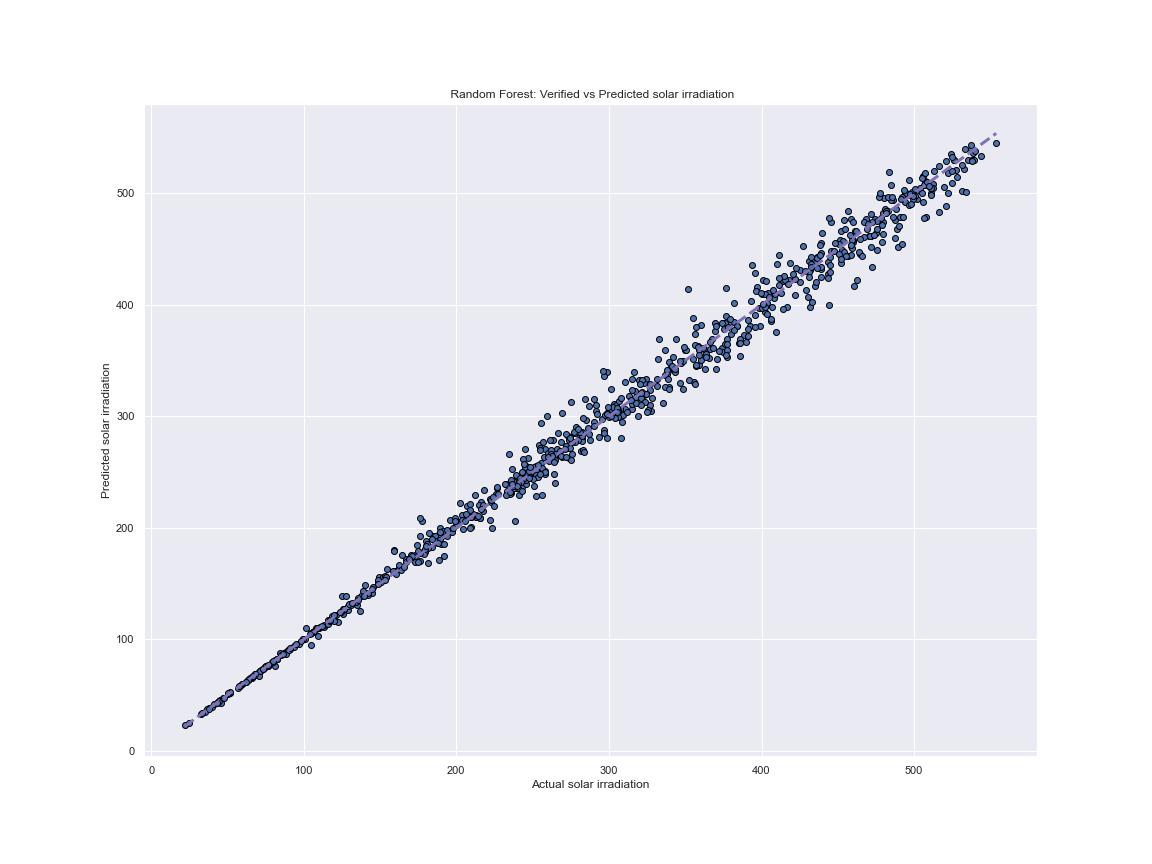 Random Forest: Verified vs Predicted solar irradiation
500
400
300
200
100
0
Predicted solar irradiation
0 100 200 300 400 500
Actual solar irradiation